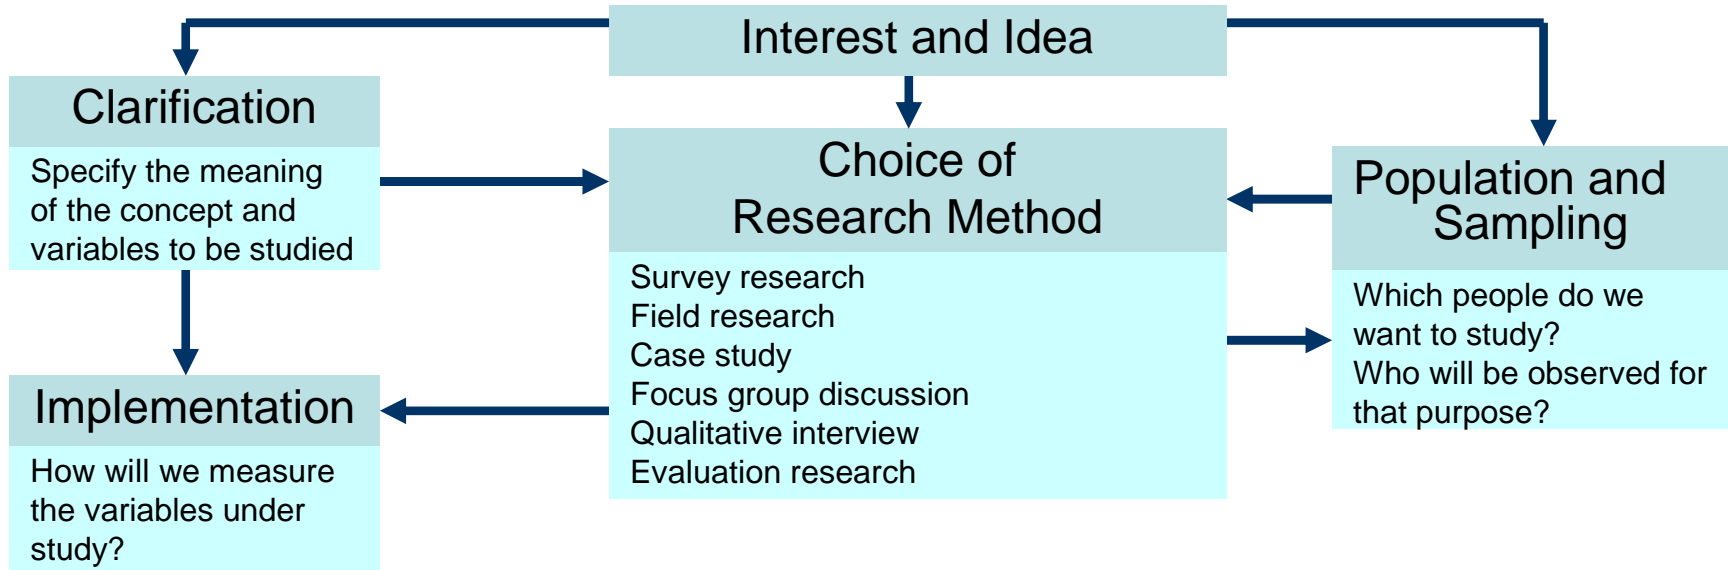 Interest and Idea
Clarification
Specify the meaning
of the concept and
variables to be studied
Choice of
Research Method
Survey research
Field research
Case study
Focus group discussion
Qualitative interview
Evaluation research
Population and
Sampling
Which people do we
want to study?
Who will be observed for
that purpose?
Implementation
How will we measure
the variables under
study?